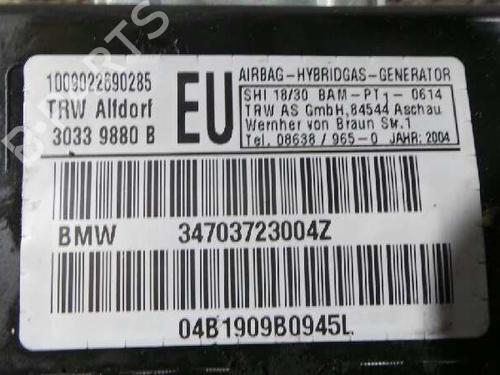 1009022690285
TRW Alfdorf
3033 9880 B
EU
AIRBAG-HYBRIDGAS-GENERATOR
SHI 18/30 BAM-PT1-0614
TRW AS GmbH,84544 Aschau
Wernher von Braun Sw.1
Tel. 08638 / 965-0 JAHR: 2004
BMW 34703723004Z
04B1909B0945L